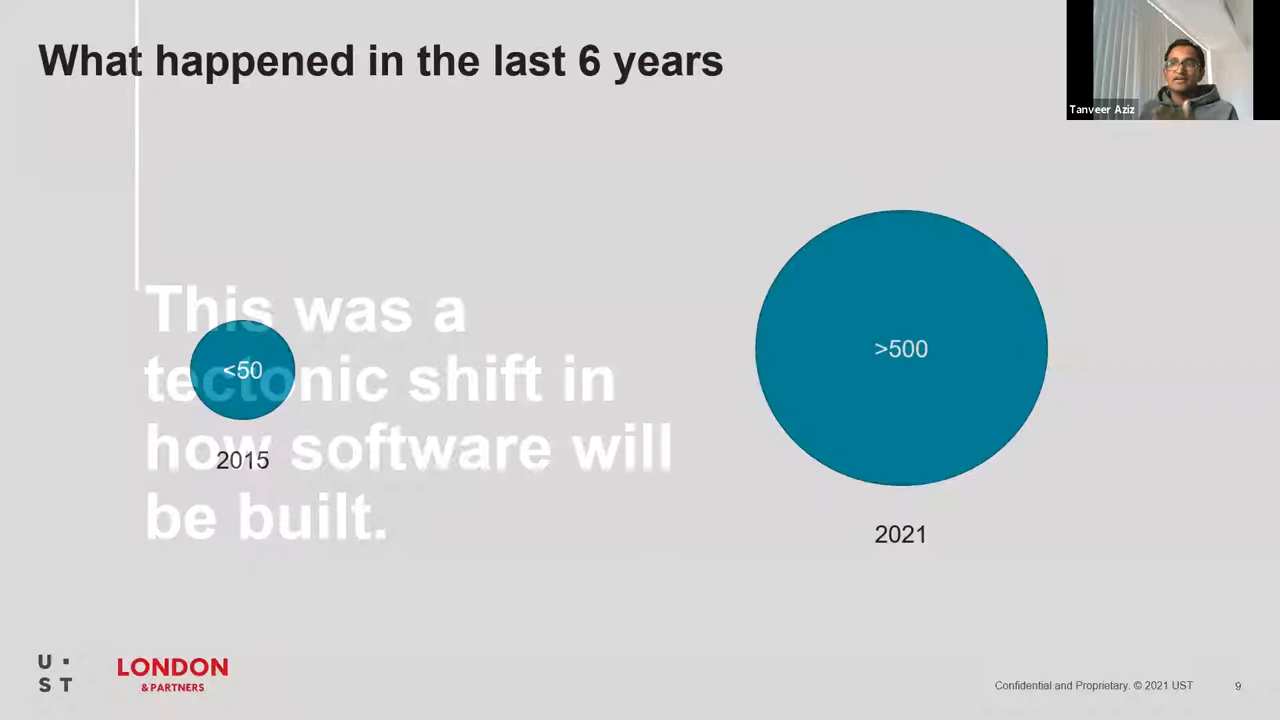 What happened in the last 6 years
Tanveer Aziz
This was a
tectonic shift in
how software will
be built.
<50
2015
>500
2021
U ·
S T
LONDON
& PARTNERS
Confidential and Proprietary. © 2021 UST
9